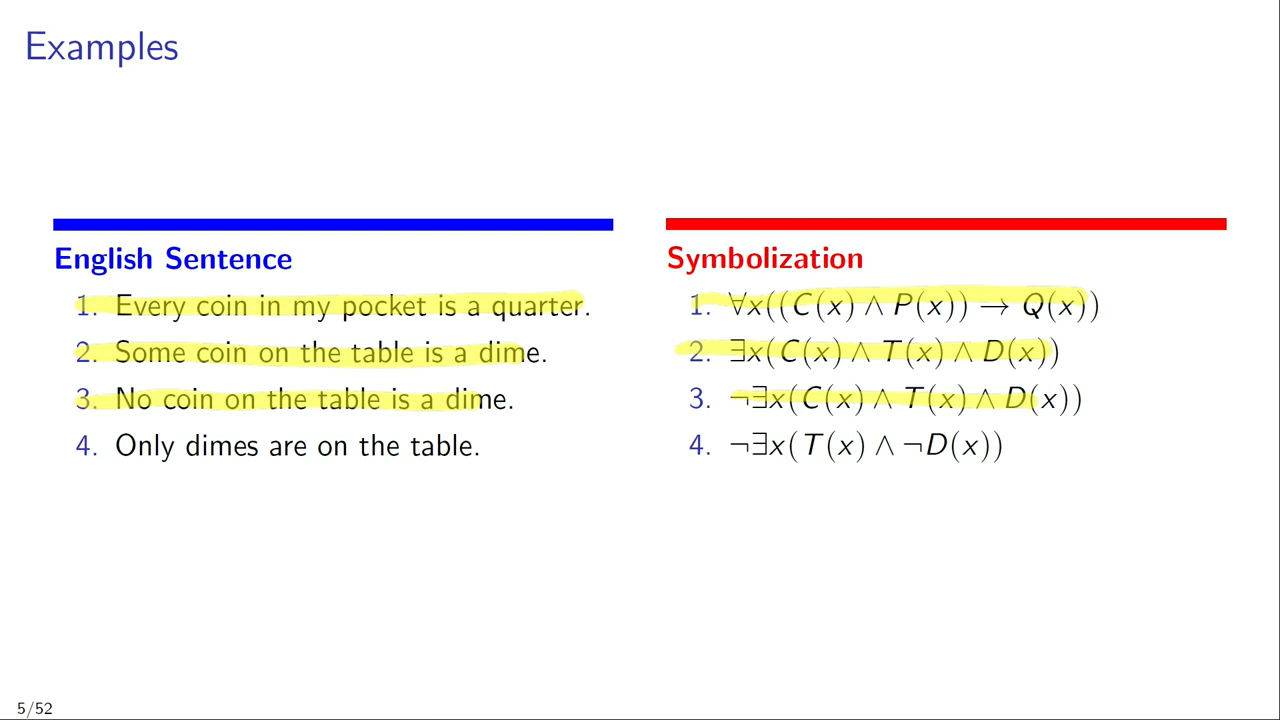 Examples
English Sentence
1. Every coin in my pocket is a quarter.
2. Some coin on the table is a dime.
3. No coin on the table is a dime.
4. Only dimes are on the table.
Symbolization
1. ∀x((C(x) ∧ P(x)) → Q(x))
2. ∃x(C(x) ∧ T(x) ∧ D(x))
3. ¬∃x(C(x) ∧ T(x) ∧ D(x))
4. ¬∃x(T(x) ∧ ¬D(x))
5/52